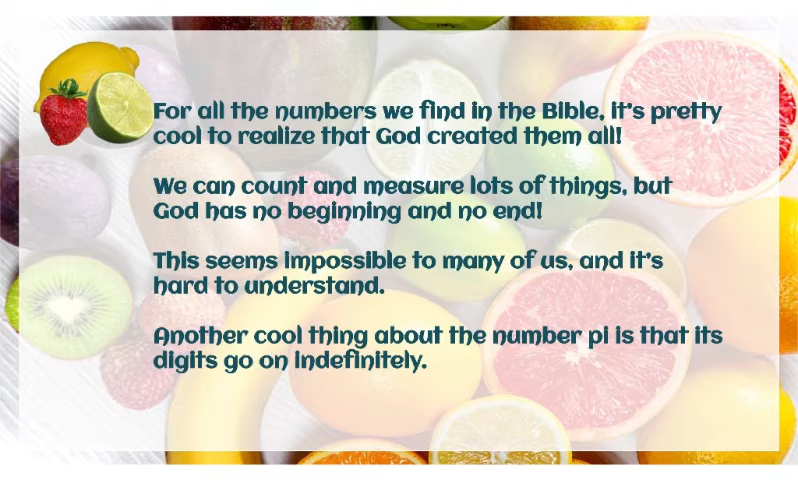 For all the numbers we find in the Bible, it's pretty
cool to realize that God created them all!
We can count and measure lots of things, but
God has no beginning and no end!
This seems impossible to many of us, and it's
hard to understand.
Another cool thing about the number pi is that its
digits go on indefinitely.